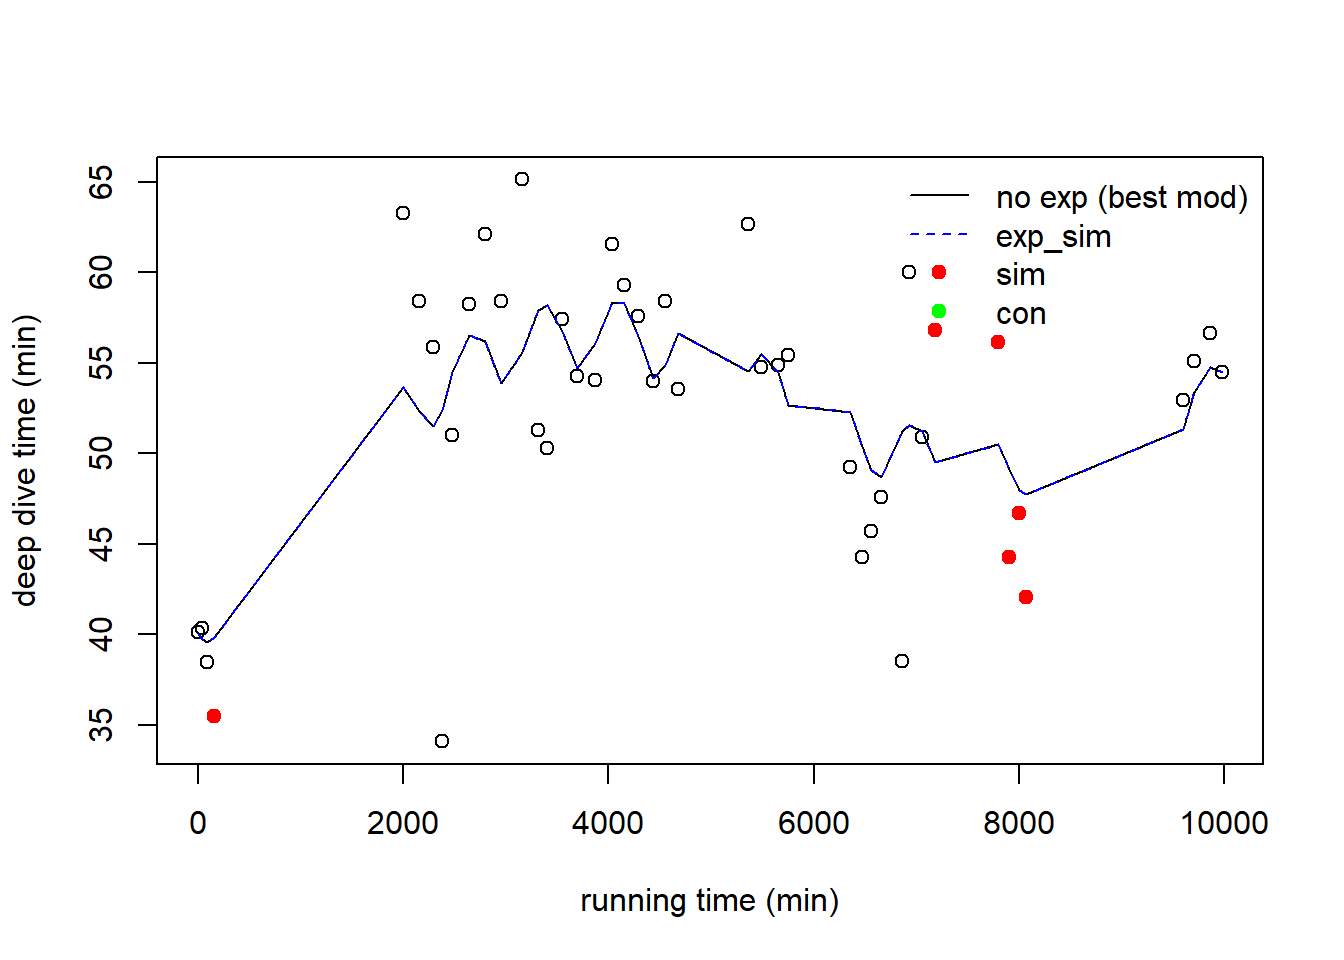 65
60
55
50
45
40
35
deep dive time (min)
no exp (best mod)
exp_sim
sim
con
0 2000 4000 6000 8000 10000
running time (min)